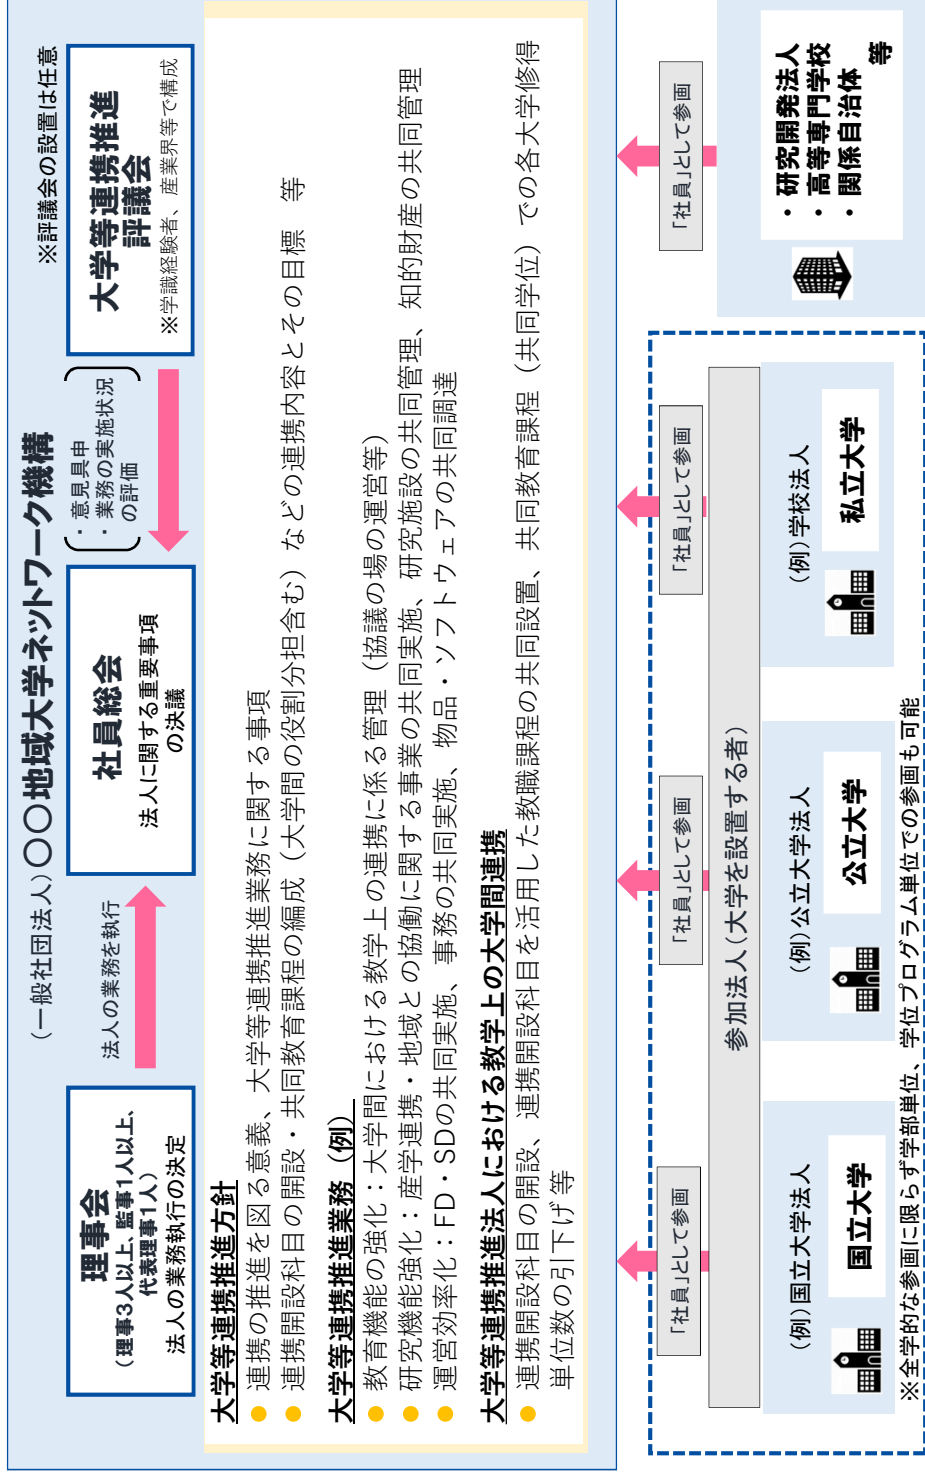 (一般社団法人)〇〇地域大学ネットワーク機構
理事会
(理事3人以上、監事1人以上、
代表理事1人)
法人の業務執行の決定
法人の業務を執行
社員総会
法人に関する重要事項
の決議
・意見具申
・業務の実施状況
の評価
※評議会の設置は任意
大学等連携推進
評議会
※学識経験者、産業界等で構成
大学等連携推進方針
● 連携の推進を図る意義、大学等連携推進業務に関する事項
● 連携開設科目の開設・共同教育課程の編成(大学間の役割分担含む)などの連携内容とその目標 等
大学等連携推進業務(例)
● 教育機能の強化:大学間における教学上の連携に係る管理(協議の場の運営等)
● 研究機能強化:産学連携・地域との協働に関する事業の共同実施、研究施設の共同管理、知的財産の共同管理
● 運営効率化:FD・SDの共同実施、事務の共同実施、物品・ソフトウェアの共同調達
大学等連携推進法人における教学上の大学間連携
● 連携開設科目の開設、連携開設科目を活用した教職課程の共同設置、共同教育課程(共同学位)での各大学修得
単位数の引下げ等
「社員」として参画
「社員」として参画
「社員」として参画
「社員」として参画
参加法人(大学を設置する者)
(例)国立大学法人
国立大学
(例)公立大学法人
公立大学
(例)学校法人
私立大学
・研究開発法人
・高等専門学校
・関係自治体
等
※全学的な参画に限らず学部単位、学位プログラム単位での参画も可能